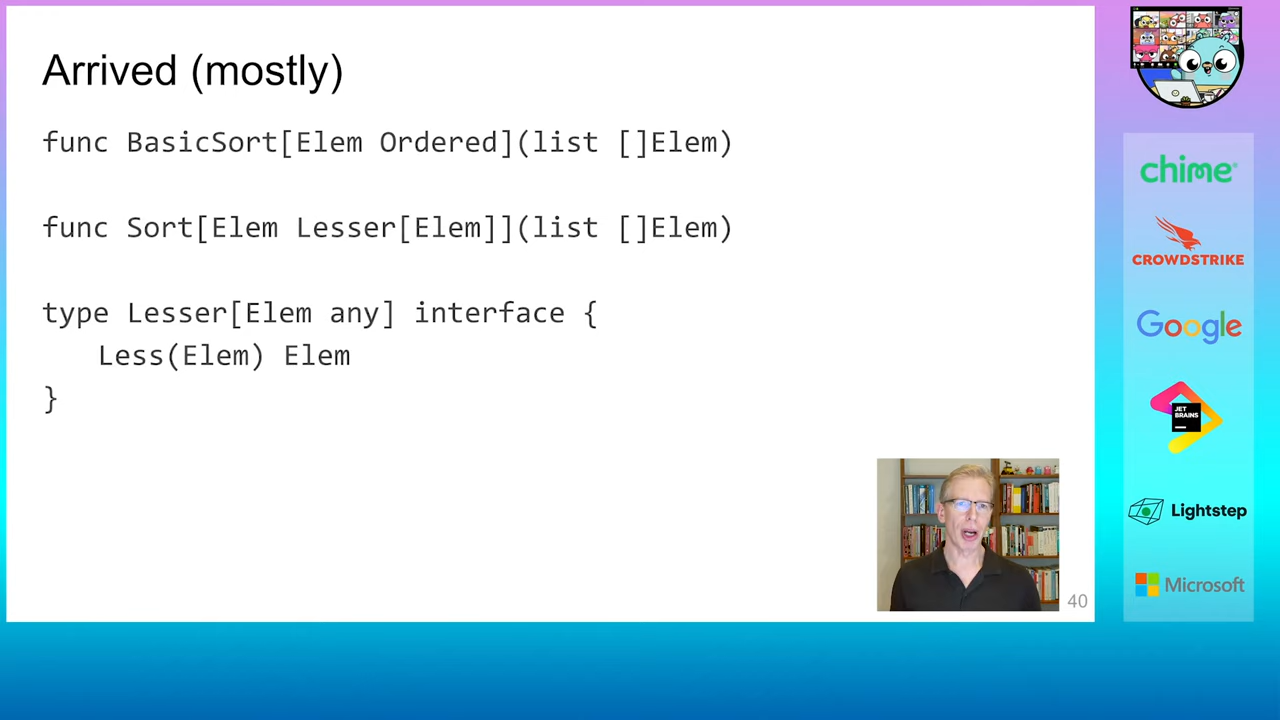 Arrived (mostly)
func BasicSort[Elem Ordered](list []Elem)
func Sort[Elem Lesser[Elem]](list []Elem)
type Lesser[Elem any] interface {
Less(Elem) Elem
}
40
chime
CROWDSTRIKE
Google
JET
BRAINS
Lightstep
Microsoft